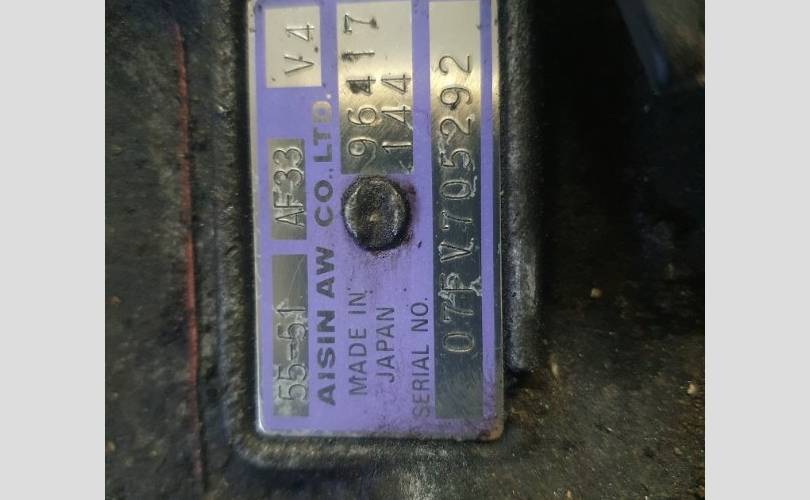 55-51 AF33 V4
AISIN AW CO.,LTD.
MADE IN
JAPAN
96417
144
SERIAL NO.
07FV705292